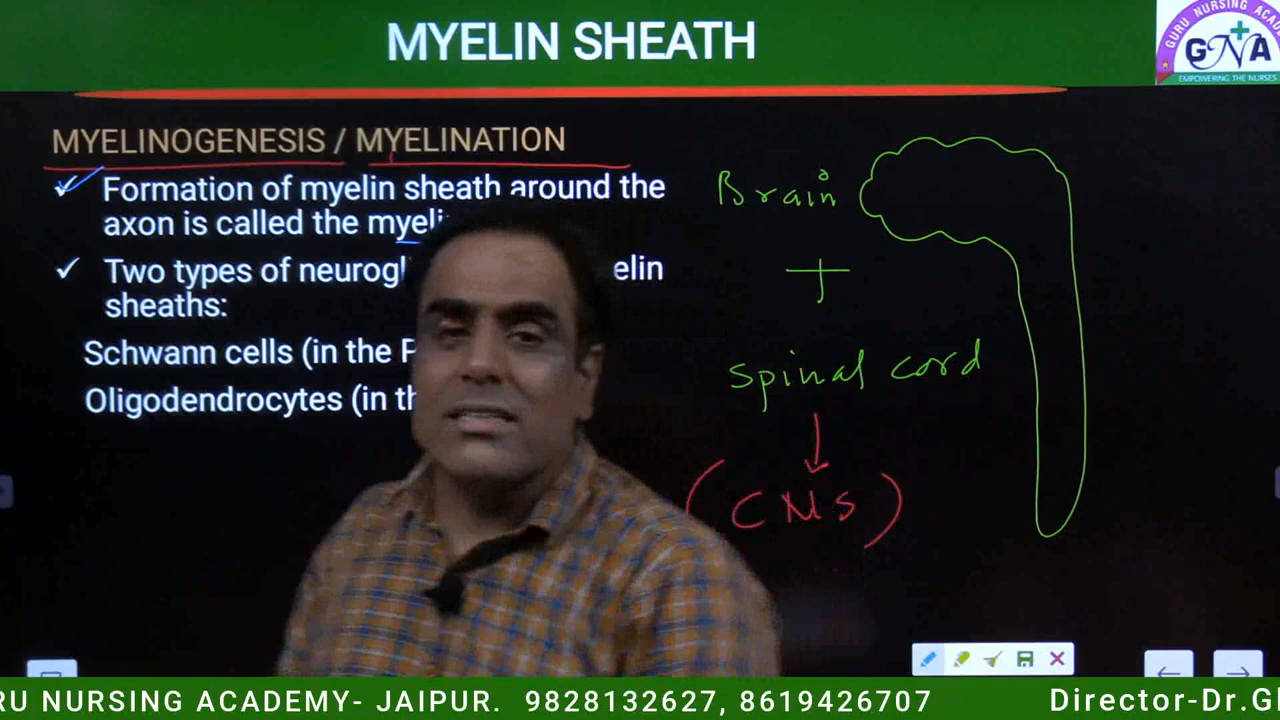 MYELIN SHEATH
GURU NURSING
GNA
EMPOWERING THE NURSES
MYELINOGENESIS / MYELINATION
✓ Formation of myelin sheath around the
axon is called the
✓ Two types of elin
sheaths:
Schwann cells (in the P
Oligodendrocytes (in
Brain
+
Spinal cord
(CNS)
RU NURSING ACADEMY- JAIPUR. 9828132627, 8619426707 Director-Dr.Gi